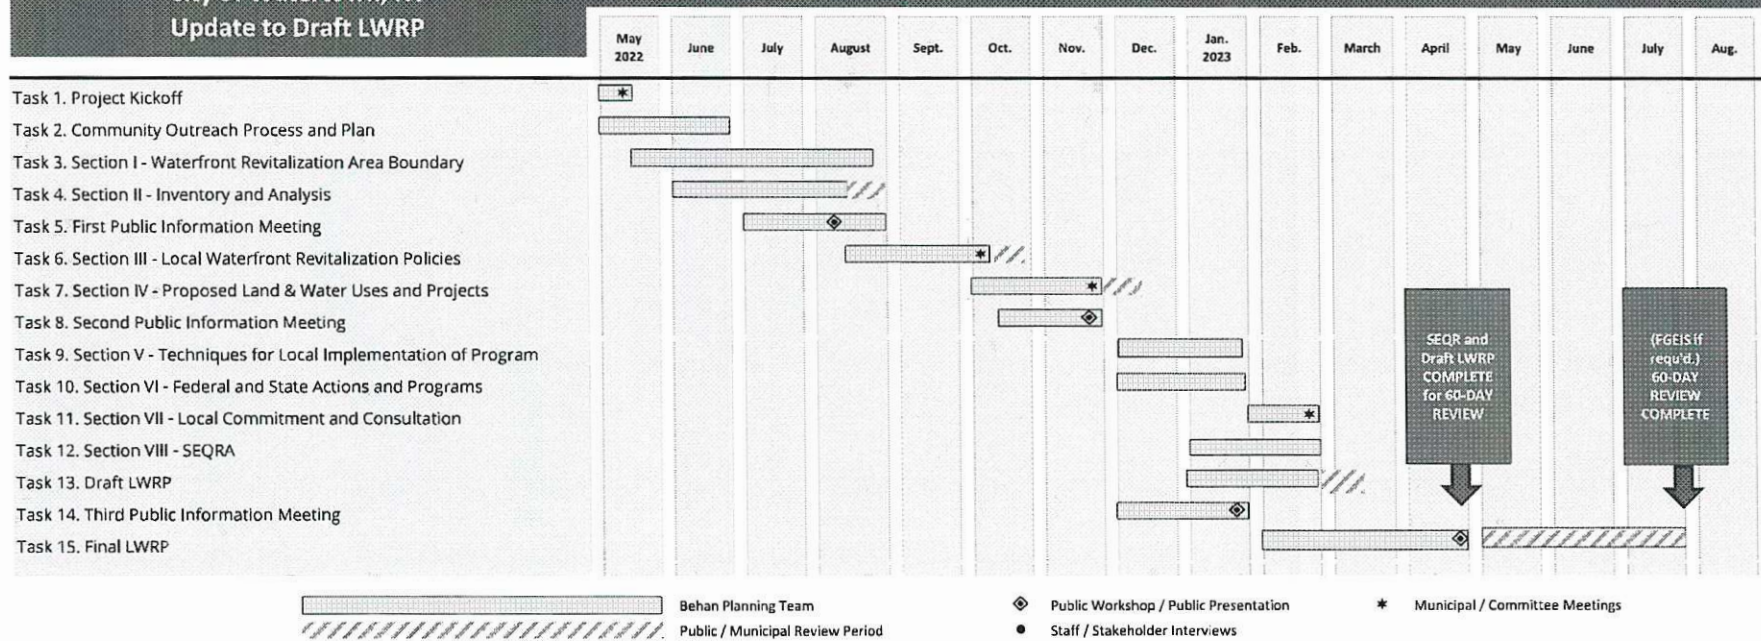 Update to Draft LWRP
May 2022
June
July
August
Sept.
Oct.
Nov.
Dec.
Jan. 2023
Feb.
March
April
May
June
July
Aug.
Task 1. Project Kickoff
Task 2. Community Outreach Process and Plan
Task 3. Section I - Waterfront Revitalization Area Boundary
Task 4. Section II - Inventory and Analysis
Task 5. First Public Information Meeting
Task 6. Section III - Local Waterfront Revitalization Policies
Task 7. Section IV - Proposed Land & Water Uses and Projects
Task 8. Second Public Information Meeting
Task 9. Section V - Techniques for Local Implementation of Program
Task 10. Section VI - Federal and State Actions and Programs
Task 11. Section VII - Local Commitment and Consultation
Task 12. Section VIII - SEQRA
Task 13. Draft LWRP
Task 14. Third Public Information Meeting
Task 15. Final LWRP
SEQR and
Draft LWRP
COMPLETE
for 60-DAY
REVIEW
(FGEIS if
requ'd.)
60-DAY
REVIEW
COMPLETE
Behan Planning Team
Public / Municipal Review Period
Public Workshop / Public Presentation
Staff / Stakeholder Interviews
Municipal / Committee Meetings